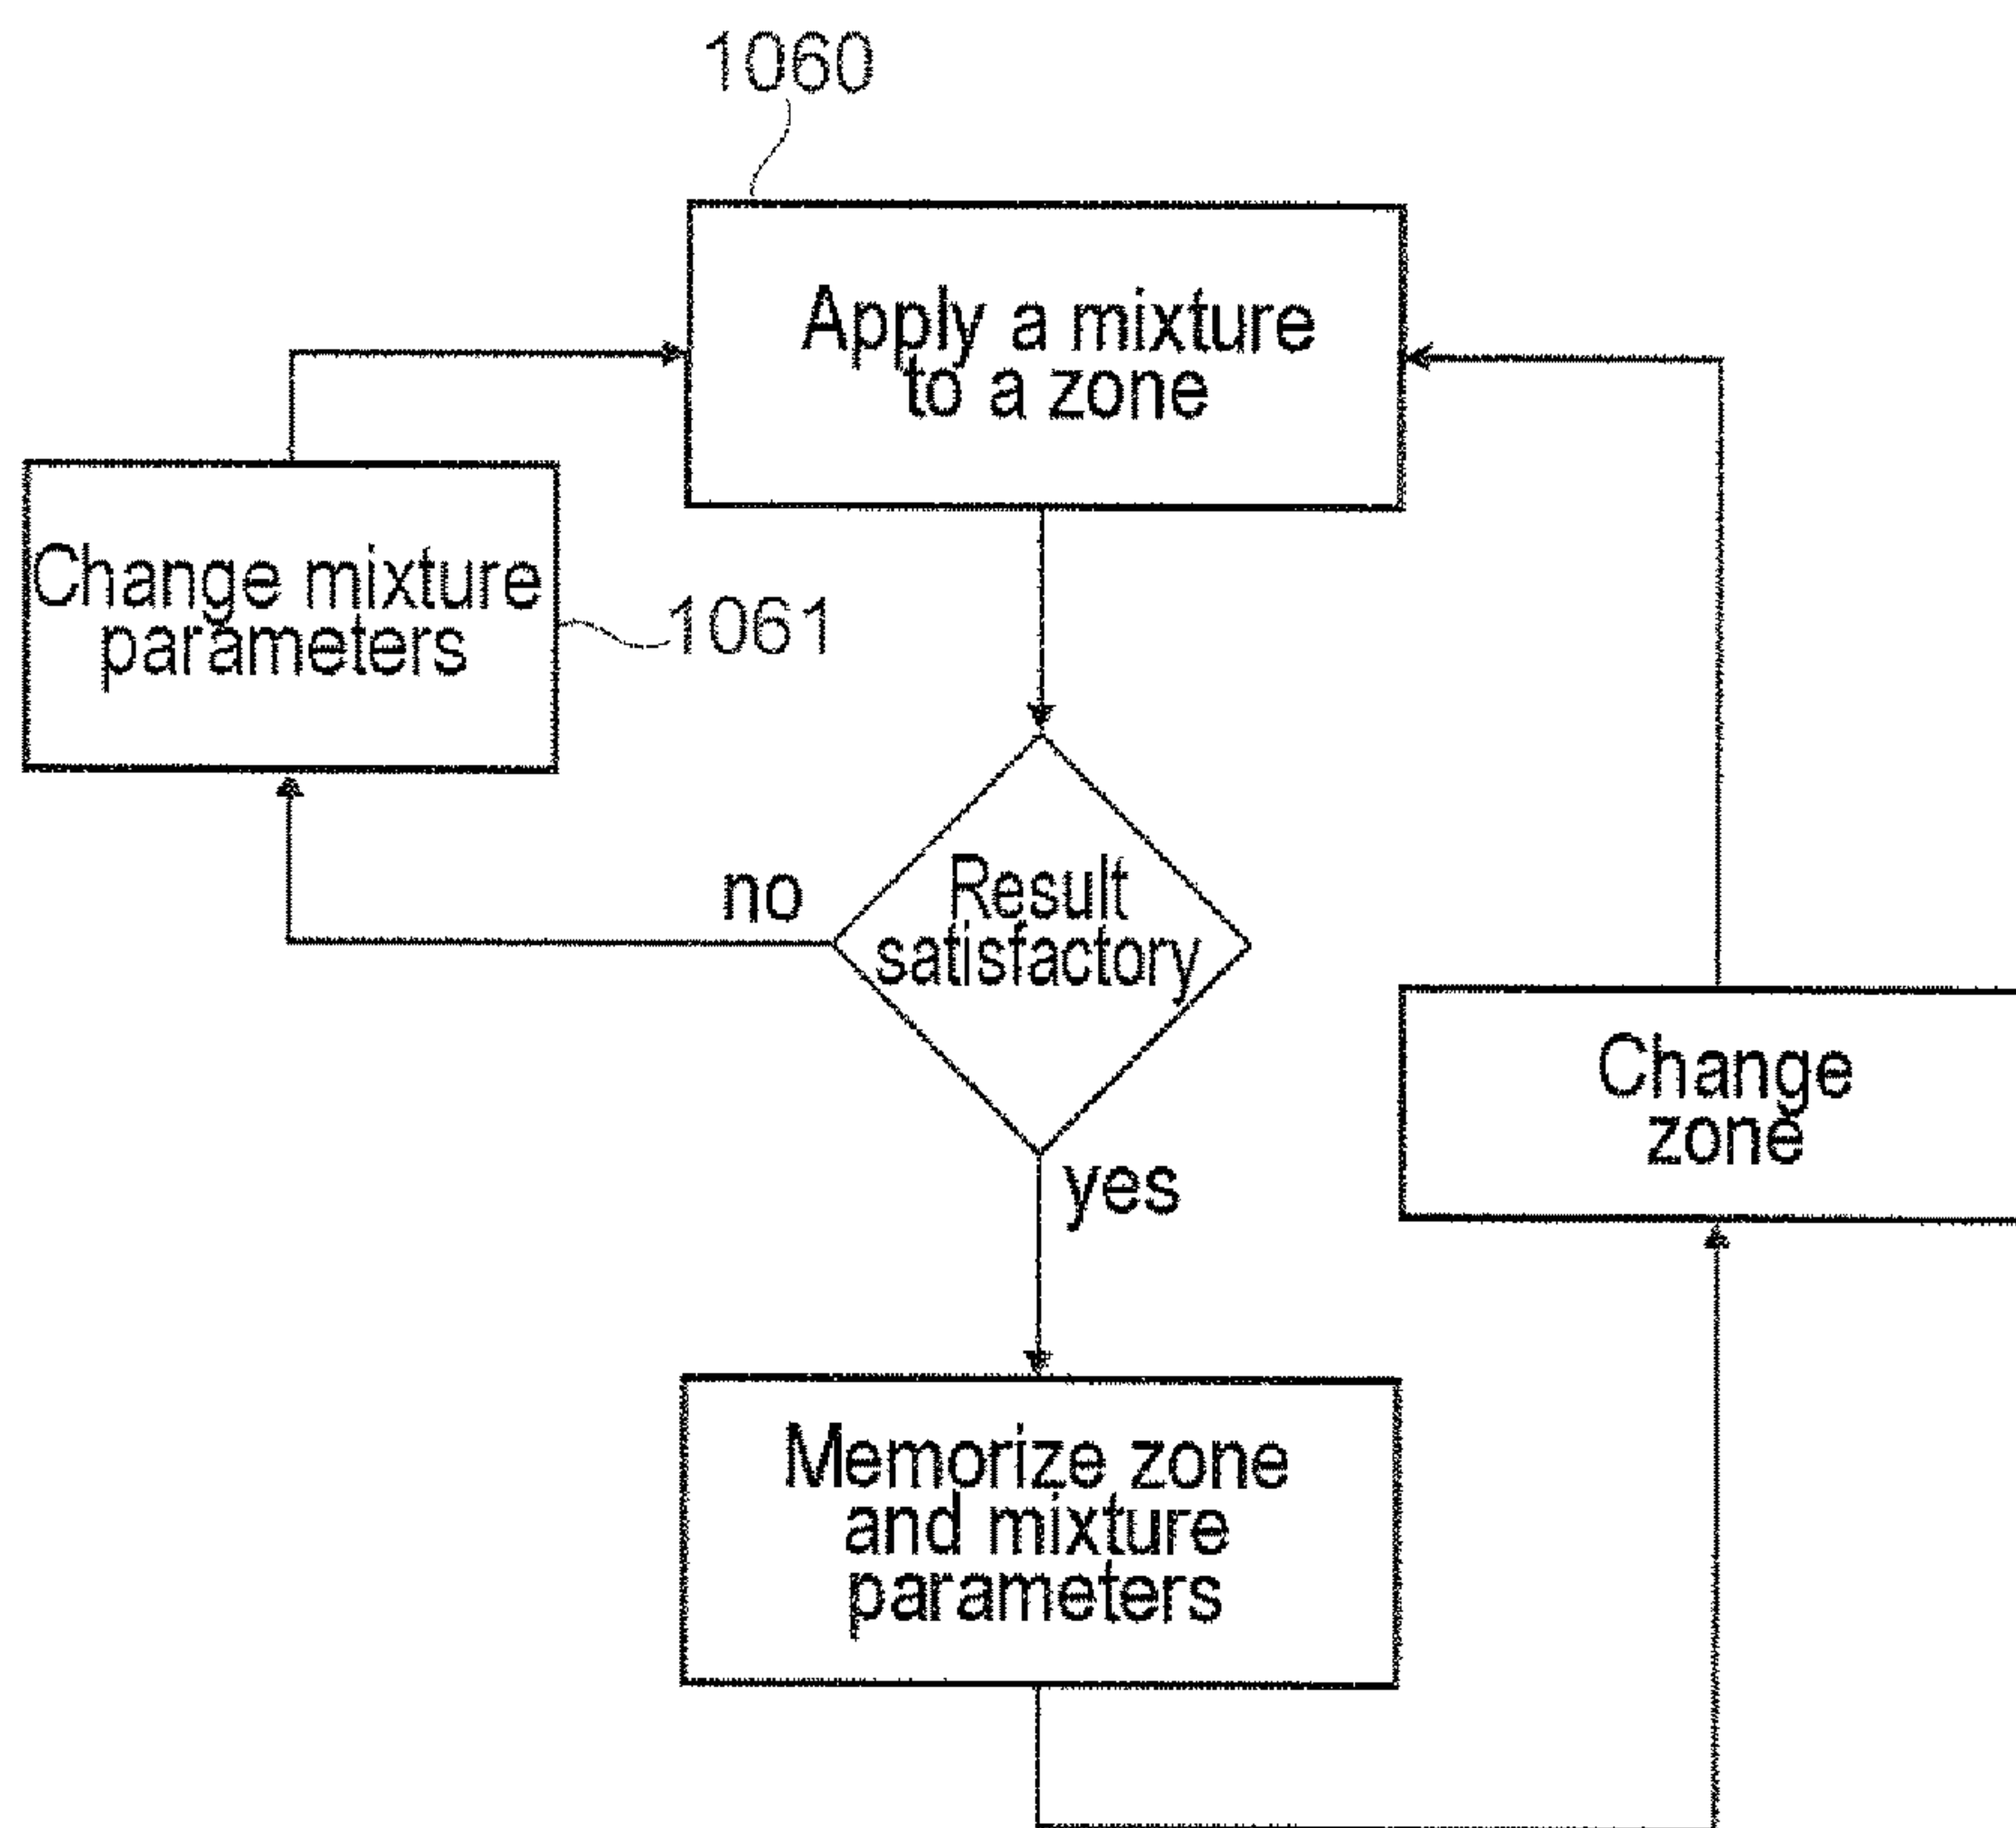 1060
Apply a mixture
to a zone
Change mixture
parameters
1061
Result
satisfactory
no
yes
Change
zone
Memorize zone
and mixture
parameters